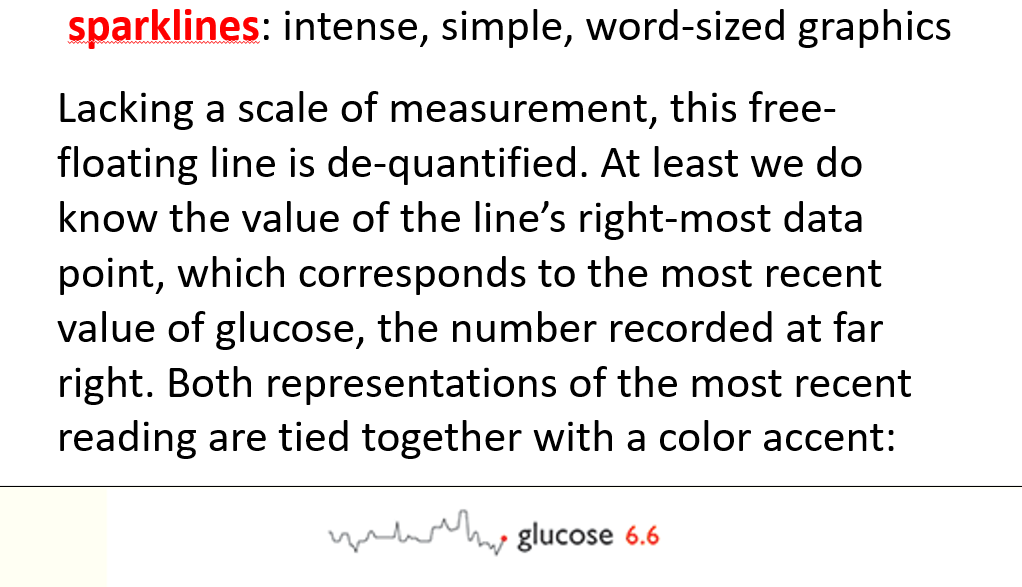 sparklines: intense, simple, word-sized graphics
Lacking a scale of measurement, this free-
floating line is de-quantified. At least we do
know the value of the line’s right-most data
point, which corresponds to the most recent
value of glucose, the number recorded at far
right. Both representations of the most recent
reading are tied together with a color accent:
glucose 6.6